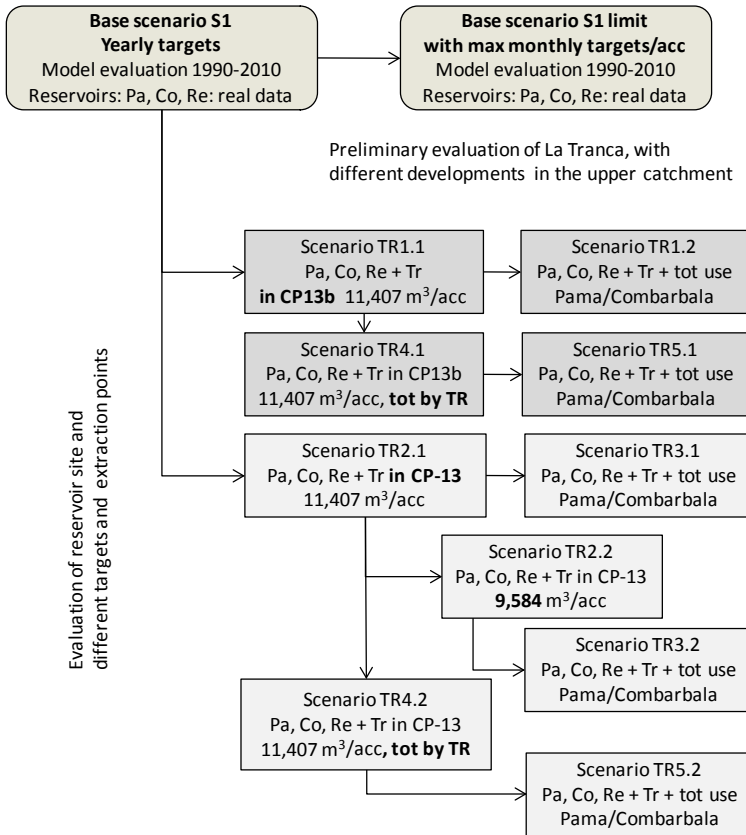 Base scenario S1
Yearly targets
Model evaluation 1990-2010
Reservoirs: Pa, Co, Re: real data
Base scenario S1 limit
with max monthly targets/acc
Model evaluation 1990-2010
Reservoirs: Pa, Co, Re: real data
Preliminary evaluation of La Tranca, with
different developments in the upper catchment
Evaluation of reservoir site and
different targets and extraction points
Scenario TR1.1
Pa, Co, Re + Tr
in CP13b 11,407 m³/acc
Scenario TR1.2
Pa, Co, Re + Tr + tot use
Pama/Combarbala
Scenario TR4.1
Pa, Co, Re + Tr in CP13b
11,407 m³/acc, tot by TR
Scenario TR5.1
Pa, Co, Re + Tr + tot use
Pama/Combarbala
Scenario TR2.1
Pa, Co, Re + Tr in CP-13
11,407 m³/acc
Scenario TR3.1
Pa, Co, Re + Tr + tot use
Pama/Combarbala
Scenario TR2.2
Pa, Co, Re + Tr in CP-13
9,584 m³/acc
Scenario TR3.2
Pa, Co, Re + Tr + tot use
Pama/Combarbala
Scenario TR4.2
Pa, Co, Re + Tr in CP-13
11,407 m³/acc, tot by TR
Scenario TR5.2
Pa, Co, Re + Tr + tot use
Pama/Combarbala